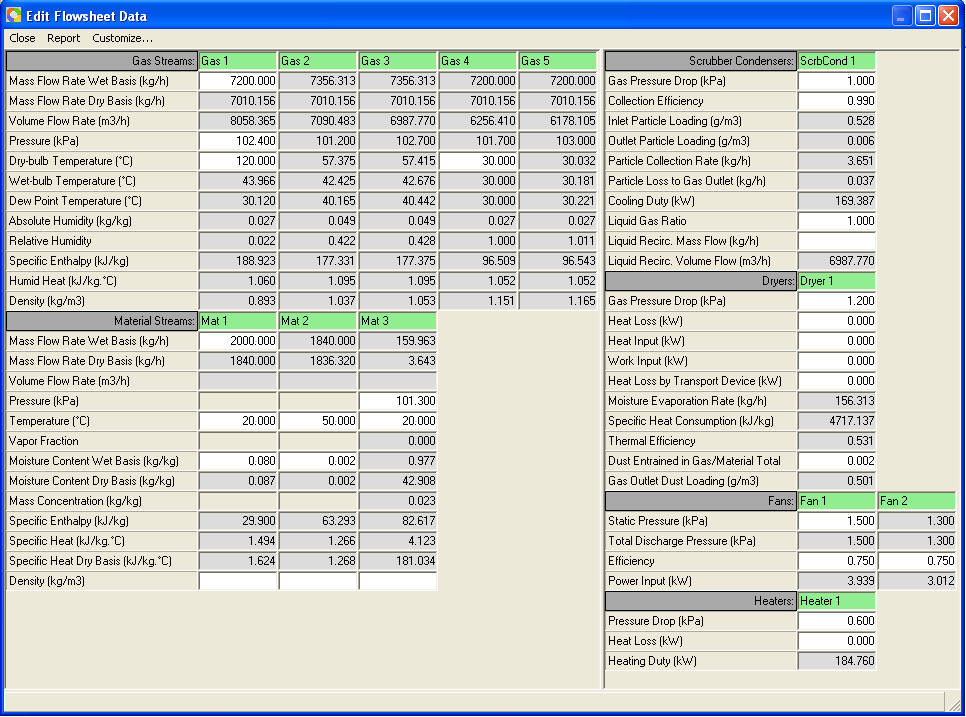 Edit Flowsheet Data
Close Report Customize...
Gas Streams: Gas 1 Gas 2 Gas 3 Gas 4 Gas 5
Mass Flow Rate Wet Basis (kg/h) 7200.000 7356.313 7356.313 7200.000 7200.000
Mass Flow Rate Dry Basis (kg/h) 7010.156 7010.156 7010.156 7010.156 7010.156
Volume Flow Rate (m3/h) 8058.365 7090.483 6987.770 6256.410 6178.105
Pressure (kPa) 102.400 101.200 102.700 101.700 103.000
Dry-bulb Temperature (°C) 120.000 57.375 57.415 30.000 30.032
Wet-bulb Temperature (°C) 43.966 42.425 42.676 30.000 30.181
Dew Point Temperature (°C) 30.120 40.165 40.442 30.000 30.221
Absolute Humidity (kg/kg) 0.027 0.049 0.049 0.027 0.027
Relative Humidity 0.022 0.422 0.428 1.000 1.011
Specific Enthalpy (kJ/kg) 188.923 177.331 177.375 96.509 96.543
Humid Heat (kJ/kg.°C) 1.060 1.095 1.095 1.052 1.052
Density (kg/m3) 0.893 1.037 1.053 1.151 1.165
Material Streams: Mat 1 Mat 2 Mat 3
Mass Flow Rate Wet Basis (kg/h) 2000.000 1840.000 159.963
Mass Flow Rate Dry Basis (kg/h) 1840.000 1836.320 3.643
Volume Flow Rate (m3/h)
Pressure (kPa) 101.300
Temperature (°C) 20.000 50.000 20.000
Vapor Fraction 0.000
Moisture Content Wet Basis (kg/kg) 0.080 0.002 0.977
Moisture Content Dry Basis (kg/kg) 0.087 0.002 42.908
Mass Concentration (kg/kg) 0.023
Specific Enthalpy (kJ/kg) 29.900 63.293 82.617
Specific Heat (kJ/kg.°C) 1.494 1.266 4.123
Specific Heat Dry Basis (kJ/kg.°C) 1.624 1.268 181.034
Density (kg/m3)
Scrubber Condensers: ScrbCond 1
Gas Pressure Drop (kPa) 1.000
Collection Efficiency 0.990
Inlet Particle Loading (g/m3) 0.528
Outlet Particle Loading (g/m3) 0.006
Particle Collection Rate (kg/h) 3.651
Particle Loss to Gas Outlet (kg/h) 0.037
Cooling Duty (kW) 169.387
Liquid Gas Ratio 1.000
Liquid Recirc. Mass Flow (kg/h)
Liquid Recirc. Volume Flow (m3/h) 6987.770
Dryers: Dryer 1
Gas Pressure Drop (kPa) 1.200
Heat Loss (kW) 0.000
Heat Input (kW) 0.000
Work Input (kW) 0.000
Heat Loss by Transport Device (kW) 0.000
Moisture Evaporation Rate (kg/h) 156.313
Specific Heat Consumption (kJ/kg) 4717.137
Thermal Efficiency 0.531
Dust Entrained in Gas/Material Total 0.002
Gas Outlet Dust Loading (g/m3) 0.501
Fans: Fan 1 Fan 2
Static Pressure (kPa) 1.500 1.300
Total Discharge Pressure (kPa) 1.500 1.300
Efficiency 0.750 0.750
Power Input (kW) 3.939 3.012
Heaters: Heater 1
Pressure Drop (kPa) 0.600
Heat Loss (kW) 0.000
Heating Duty (kW) 184.760